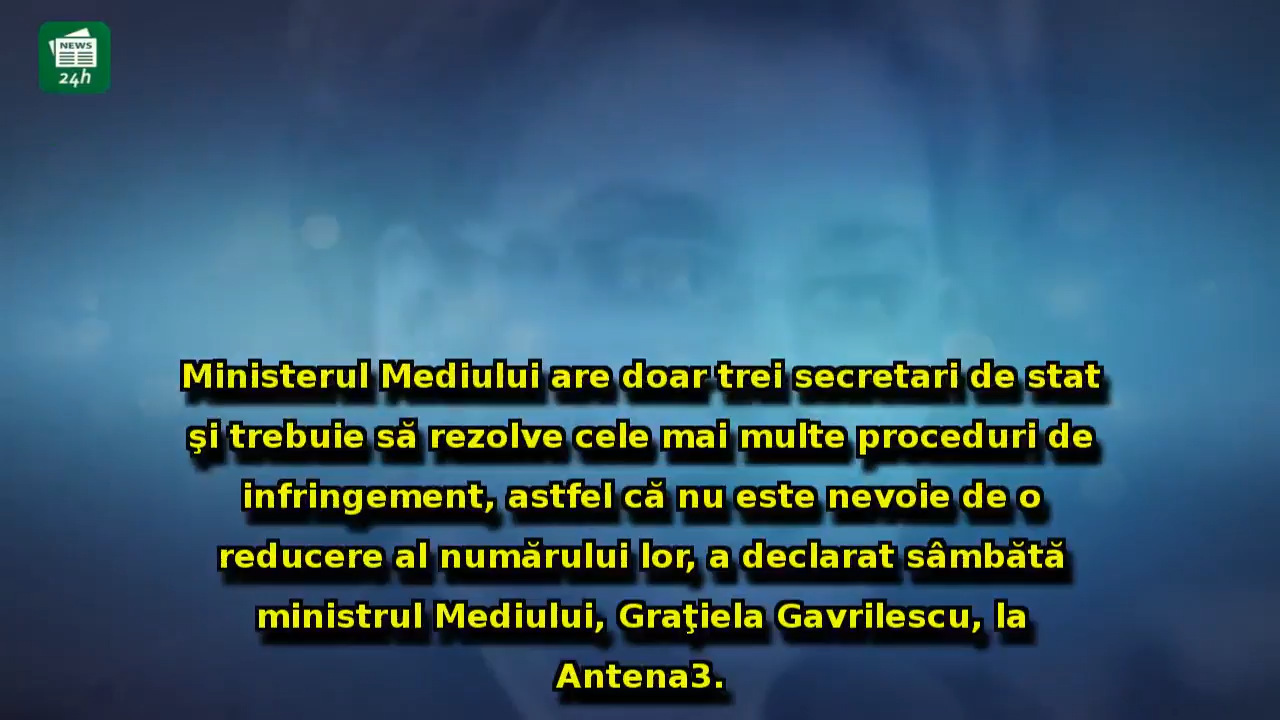 NEWS
24h
Ministerul Mediului are doar trei secretari de stat
şi trebuie să rezolve cele mai multe proceduri de
infringement, astfel că nu este nevoie de o
reducere al numărului lor, a declarat sâmbătă
ministrul Mediului, Graţiela Gavrilescu, la
Antena3.